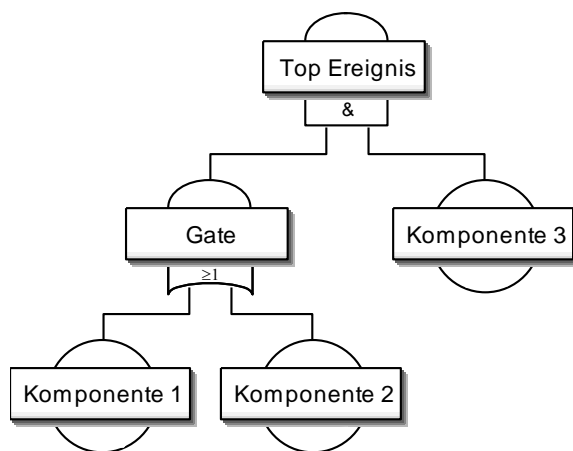 Top Ereignis
&
Gate
Komponente 3
≥1
Komponente 1
Komponente 2